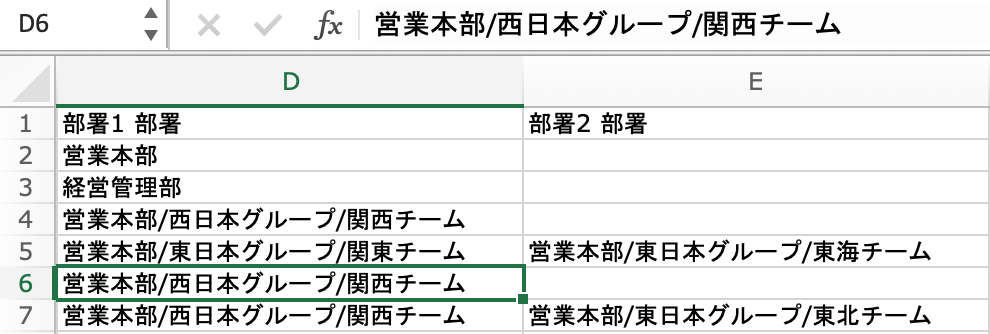 D6 fx 営業本部/西日本グループ/関西チーム
D E
1 部署1 部署 部署2 部署
2 営業本部
3 経営管理部
4 営業本部/西日本グループ/関西チーム
5 営業本部/東日本グループ/関東チーム 営業本部/東日本グループ/東海チーム
6 営業本部/西日本グループ/関西チーム
7 営業本部/西日本グループ/関西チーム 営業本部/東日本グループ/東北チーム